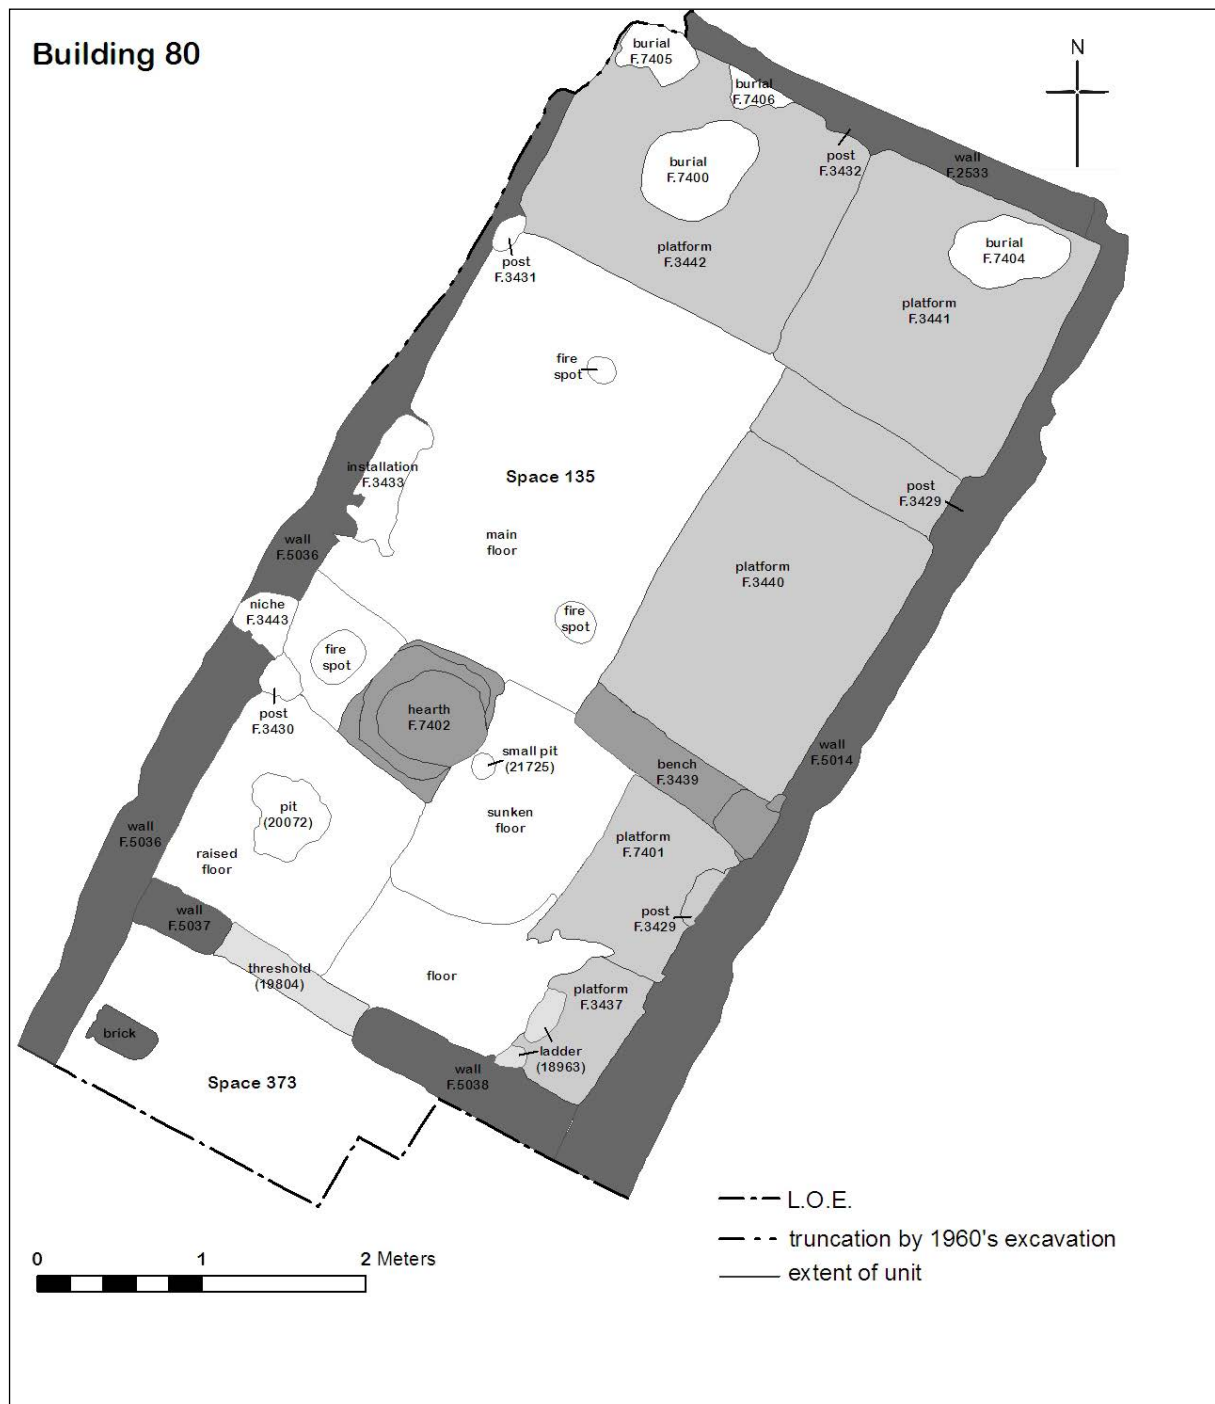 Building 80
N
burial
F.7405
burial
F.7406
post
F.3432
wall
F.2533
burial
F.7400
platform
F.3442
burial
F.7404
post
F.3431
platform
F.3441
fire
spot
installation
F.3433
Space 135
post
F.3429
main
floor
wall
F.5036
platform
F.3440
niche
F.3443
fire
spot
fire
spot
post
F.3430
hearth
F.7402
small pit
(21725)
bench
F.3439
wall
F.5014
pit
(20072)
sunken
floor
wall
F.5036
raised
floor
platform
F.7401
wall
F.5037
post
F.3429
threshold
(19804)
floor
platform
F.3437
brick
ladder
(18963)
Space 373
wall
F.5038
L.O.E.
truncation by 1960's excavation
extent of unit
0 1 2 Meters